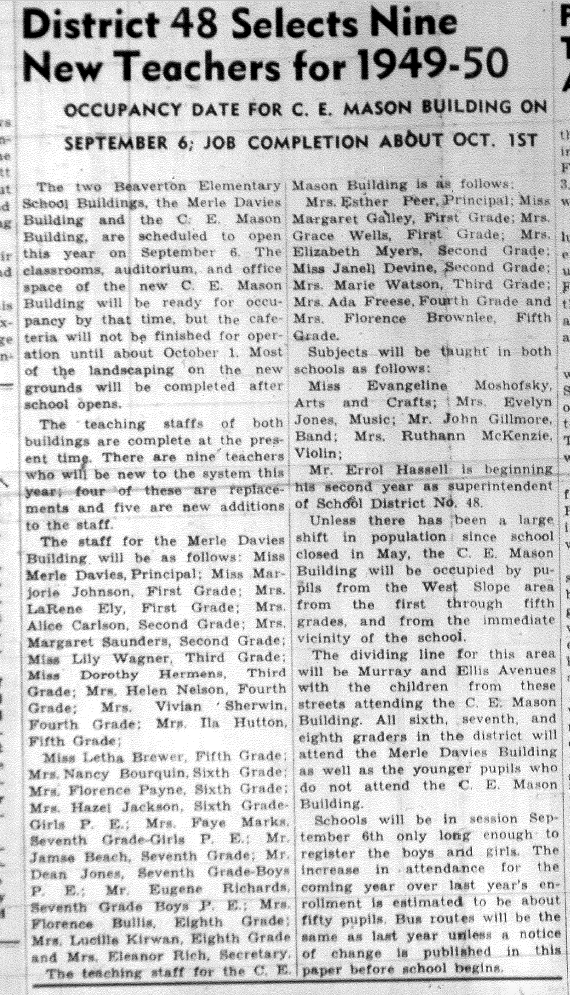 District 48 Selects Nine
New Teachers for 1949-50
OCCUPANCY DATE FOR C. E. MASON BUILDING ON
SEPTEMBER 6; JOB COMPLETION ABOUT OCT. 1ST
The two Beaverton Elementary
School Buildings, the Merle Davies
Building and the C. E. Mason
Building, are scheduled to open
this year on September 6. The
classrooms, auditorium, and office
space of the new C. E. Mason
Building will be ready for occu-
pancy by that time, but the cafe-
teria will not be finished for oper-
ation until about October 1. Most
of the landscaping on the new
grounds will be completed after
school opens.
The teaching staffs of both
buildings are complete at the pres-
ent time. There are nine teachers
who will be new to the system this
year; four of these are replace-
ments and five are new additions
to the staff.
The staff for the Merle Davies
Building will be as follows: Miss
Merle Davies, Principal; Miss Mar-
jorie Johnson, First Grade; Mrs.
LaRene Ely, First Grade; Mrs.
Alice Carlson, Second Grade; Mrs.
Margaret Saunders, Second Grade;
Miss Lily Wagner, Third Grade;
Miss Dorothy Hermens, Third
Grade; Mrs. Helen Nelson, Fourth
Grade; Mrs. Vivian Sherwin,
Fourth Grade; Mrs. Ila Hutton,
Fifth Grade;
Miss Letha Brewer, Fifth Grade;
Mrs. Nancy Bourquin, Sixth Grade;
Mrs. Florence Payne, Sixth Grade;
Mrs. Hazel Jackson, Sixth Grade-
Girls P. E.; Mrs. Faye Marks,
Seventh Grade-Girls P. E.; Mr.
Jamse Beach, Seventh Grade; Mr.
Dean Jones, Seventh Grade-Boys
P. E.; Mr. Eugene Richards,
Seventh Grade Boys P. E.; Mrs.
Florence Bullis, Eighth Grade;
Mrs. Lucille Kirwan, Eighth Grade
and Mrs. Eleanor Rich, Secretary.
The teaching staff for the C. E.
Mason Building is as follows:
Mrs. Esther Peer, Principal; Miss
Margaret Galley, First Grade; Mrs.
Grace Wells, First Grade; Mrs.
Elizabeth Myers, Second Grade;
Miss Janell Devine, Second Grade;
Mrs. Marie Watson, Third Grade;
Mrs. Ada Freese, Fourth Grade and
Mrs. Florence Brownlee, Fifth
Grade.
Subjects will be taught in both
schools as follows:
Miss Evangeline Moshofsky,
Arts and Crafts; Mrs. Evelyn
Jones, Music; Mr. John Gillmore,
Band; Mrs. Ruthann McKenzie,
Violin;
Mr. Errol Hassell is beginning
his second year as superintendent
of School District No. 48.
Unless there has been a large
shift in population since school
closed in May, the C. E. Mason
Building will be occupied by pu-
pils from the West Slope area
from the first through fifth
grades, and from the immediate
vicinity of the school.
The dividing line for this area
will be Murray and Ellis Avenues
with the children from these
streets attending the C. E. Mason
Building. All sixth, seventh, and
eighth graders in the district will
attend the Merle Davies Building
as well as the younger pupils who
do not attend the C. E. Mason
Building.
Schools will be in session Sep-
tember 6th only long enough to
register the boys and girls. The
increase in attendance for the
coming year over last year's en-
rollment is estimated to be about
fifty pupils. Bus routes will be the
same as last year unless a notice
of change is published in this
paper before school begins.